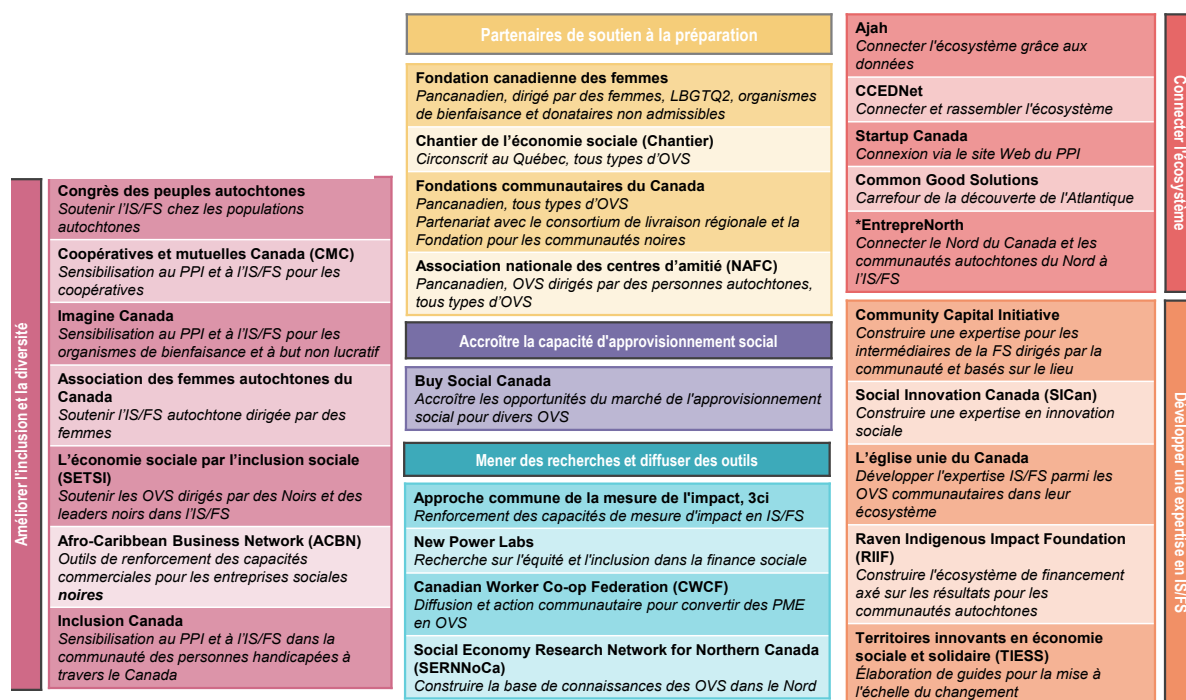 Améliorer l'inclusion et la diversité
Congrès des peuples autochtones
Soutenir l'IS/FS chez les populations
autochtones
Coopératives et mutuelles Canada (CMC)
Sensibilisation au PPI et à l'IS/FS pour les
coopératives
Imagine Canada
Sensibilisation au PPI et à l'IS/FS pour les
organismes de bienfaisance et à but non lucratif
Association des femmes autochtones du
Canada
Soutenir l'IS/FS autochtone dirigée par des
femmes
L'économie sociale par l'inclusion sociale
(SETSI)
Soutenir les OVS dirigés par des Noirs et des
leaders noirs dans l'IS/FS
Afro-Caribbean Business Network (ACBN)
Outils de renforcement des capacités
commerciales pour les entreprises sociales
noires
Inclusion Canada
Sensibilisation au PPI et à l'IS/FS dans la
communauté des personnes handicapées à
travers le Canada
Partenaires de soutien à la préparation
Fondation canadienne des femmes
Pancanadien, dirigé par des femmes, LBGTQ2, organismes
de bienfaisance et donataires non admissibles
Chantier de l'économie sociale (Chantier)
Circonscrit au Québec, tous types d'OVS
Fondations communautaires du Canada
Pancanadien, tous types d'OVS
Partenariat avec le consortium de livraison régionale et la
Fondation pour les communautés noires
Association nationale des centres d'amitié (NAFC)
Pancanadien, OVS dirigés par des personnes autochtones,
tous types d'OVS
Accroître la capacité d'approvisionnement social
Buy Social Canada
Accroître les opportunités du marché de l'approvisionnement
social pour divers OVS
Mener des recherches et diffuser des outils
Approche commune de la mesure de l'impact, 3ci
Renforcement des capacités de mesure d'impact en IS/FS
New Power Labs
Recherche sur l'équité et l'inclusion dans la finance sociale
Canadian Worker Co-op Federation (CWCF)
Diffusion et action communautaire pour convertir des PME
en OVS
Social Economy Research Network for Northern Canada
(SERNNoCa)
Construire la base de connaissances des OVS dans le Nord
Ajah
Connecter l'écosystème grâce aux
données
CCEDNet
Connecter et rassembler l'écosystème
Startup Canada
Connexion via le site Web du PPI
Common Good Solutions
Carrefour de la découverte de l'Atlantique
*EntrepreNorth
Connecter le Nord du Canada et les
communautés autochtones du Nord à
l'IS/FS
Connecter l'écosystème
Community Capital Initiative
Construire une expertise pour les
intermédiaires de la FS dirigés par la
communauté et basés sur le lieu
Social Innovation Canada (SICan)
Construire une expertise en innovation
sociale
L'église unie du Canada
Développer l'expertise IS/FS parmi les
OVS communautaires dans leur
écosystème
Raven Indigenous Impact Foundation
(RIIF)
Construire l'écosystème de financement
axé sur les résultats pour les
communautés autochtones
Territoires innovants en économie
sociale et solidaire (TIESS)
Élaboration de guides pour la mise à
l'échelle du changement
Développer une expertise en IS/FS